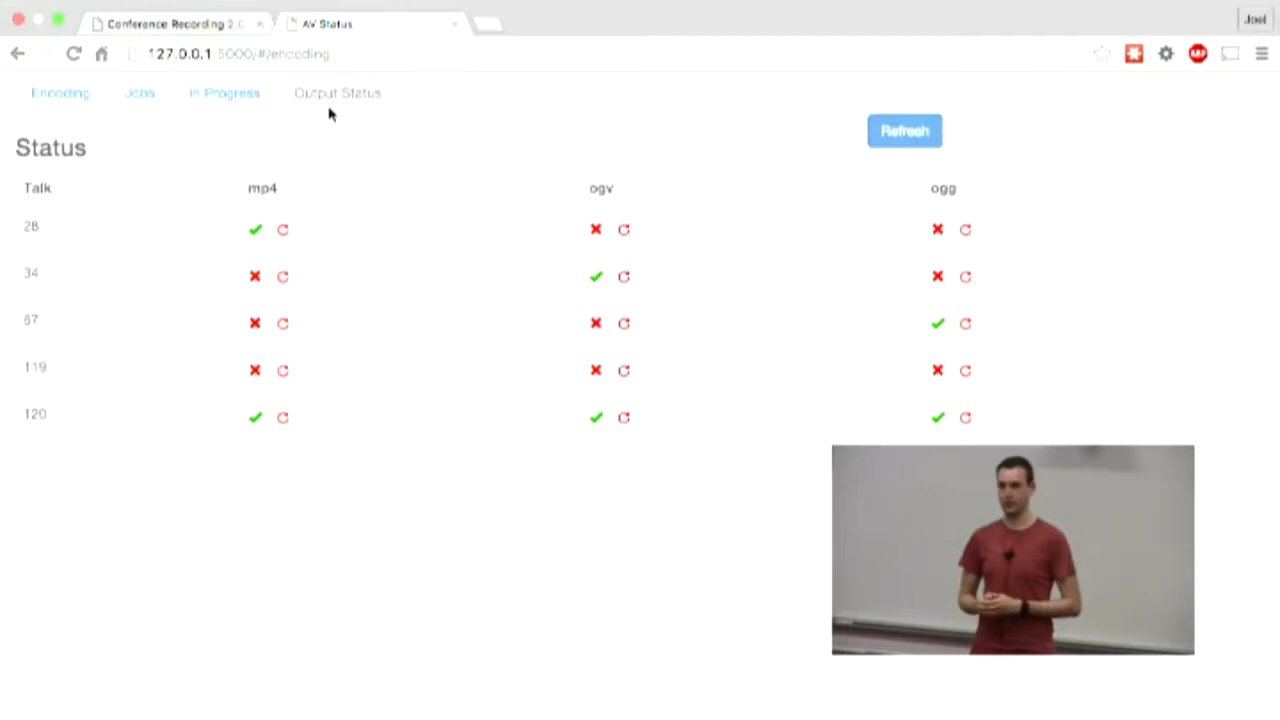 Conference Recording 2.0
AV Status
Joel
127.0.0.1:5000/#/encoding
Encoding Jobs In Progress Output Status
Refresh
Status
Talk mp4 ogv ogg
28
34
67
119
120